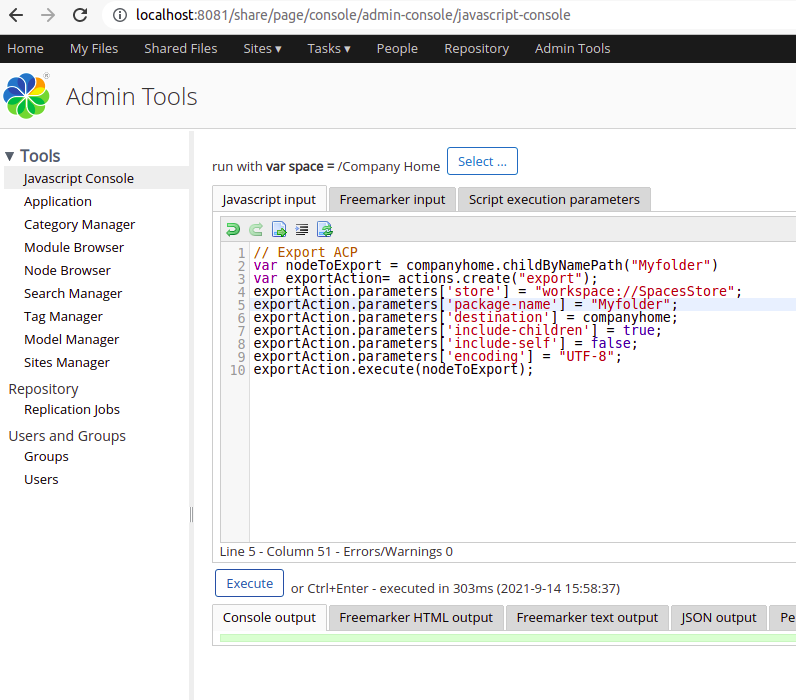 localhost:8081/share/page/console/admin-console/javascript-console
Home My Files Shared Files Sites ▾ Tasks ▾ People Repository Admin Tools
Admin Tools
▼ Tools
Javascript Console
Application
Category Manager
Module Browser
Node Browser
Search Manager
Tag Manager
Model Manager
Sites Manager
Repository
Replication Jobs
Users and Groups
Groups
Users
run with var space = /Company Home Select ...
Javascript input Freemarker input Script execution parameters
1 // Export ACP
2 var nodeToExport = companyhome.childByNamePath("Myfolder")
3 var exportAction= actions.create("export");
4 exportAction.parameters['store'] = "workspace://SpacesStore";
5 exportAction.parameters['package-name'] = "Myfolder";
6 exportAction.parameters['destination'] = companyhome;
7 exportAction.parameters['include-children'] = true;
8 exportAction.parameters['include-self'] = false;
9 exportAction.parameters['encoding'] = "UTF-8";
10 exportAction.execute(nodeToExport);
Line 5 - Column 51 - Errors/Warnings 0
Execute or Ctrl+Enter - executed in 303ms (2021-9-14 15:58:37)
Console output Freemarker HTML output Freemarker text output JSON output Pe